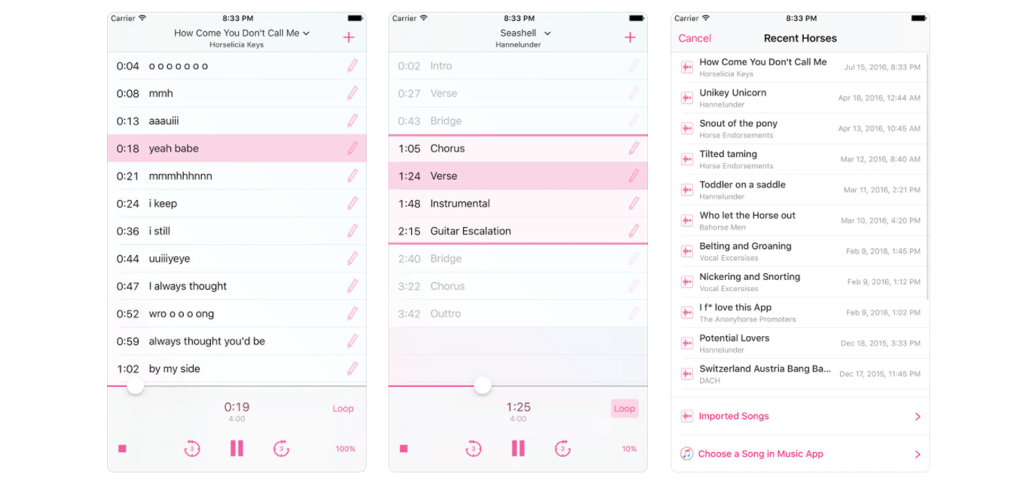 Carrier 8:33 PM
How Come You Don't Call Me
Horselicia Keys
+
0:04 o o o o o o o
0:08 mmh
0:13 aaauiii
0:18 yeah babe
0:21 mmmhhhnnn
0:24 i keep
0:36 i still
0:44 uuiiiyeye
0:47 I always thought
0:52 wro o o o ong
0:59 always thought you'd be
1:02 by my side
0:19
Loop
4:00
3 3 100%
Carrier 8:33 PM
Seashell
Hannelunder
+
0:02 Intro
0:27 Verse
0:43 Bridge
1:05 Chorus
1:24 Verse
1:48 Instrumental
2:15 Guitar Escalation
2:40 Bridge
3:22 Chorus
3:42 Outtro
1:25
Loop
4:00
3 3 10%
Carrier 8:33 PM
Cancel Recent Horses
How Come You Don't Call Me
Horselicia Keys
Jul 15, 2016, 8:33 PM
Unikey Unicorn
Hannelunder
Apr 18, 2016, 12:44 AM
Snout of the pony
Horse Endorsements
Apr 13, 2016, 10:45 AM
Tilted taming
Horse Endorsements
Mar 12, 2016, 8:40 AM
Toddler on a saddle
Hannelunder
Mar 11, 2016, 2:21 PM
Who let the Horse out
Bahorse Men
Mar 10, 2016, 4:20 PM
Belting and Groaning
Vocal Excersises
Feb 9, 2016, 1:45 PM
Nickering and Snorting
Vocal Excersises
Feb 9, 2016, 1:12 PM
I f* love this App
The Anonyhorse Promoters
Feb 9, 2016, 1:02 PM
Potential Lovers
Hannelunder
Dec 18, 2015, 3:33 PM
Switzerland Austria Bang Ba...
DACH
Dec 17, 2015, 11:45 PM
Imported Songs
Choose a Song in Music App